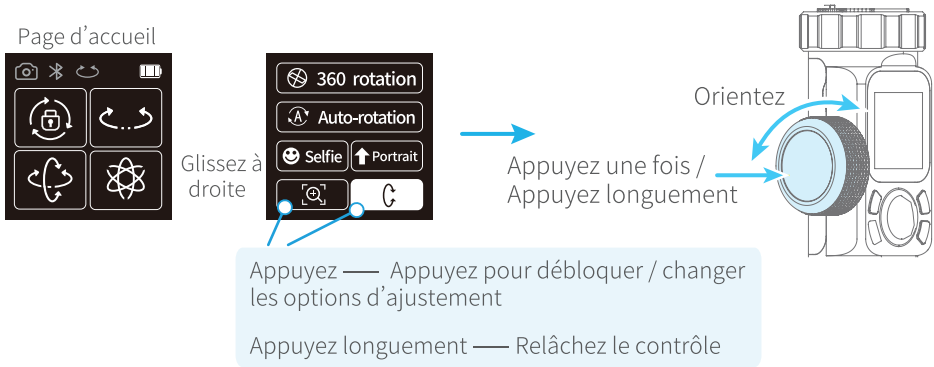 Page d'accueil
Glissez à
droite
360 rotation
A Auto-rotation
Selfie
Portrait
Orientez
Appuyez une fois /
Appuyez longuement
Appuyez — Appuyez pour débloquer / changer
les options d'ajustement
Appuyez longuement — Relâchez le contrôle